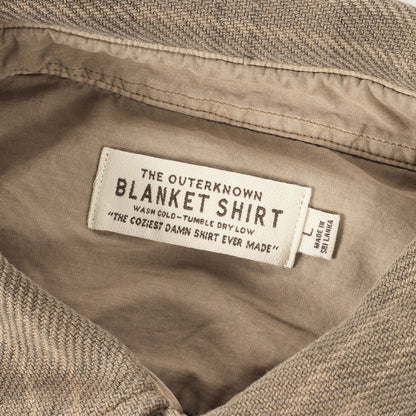 THE OUTERKNOWN
BLANKET SHIRT
WASH COLD-TUMBLE DRY LOW
"THE COZIEST DAMN SHIRT EVER MADE"
L
MADE IN
SRI LANKA